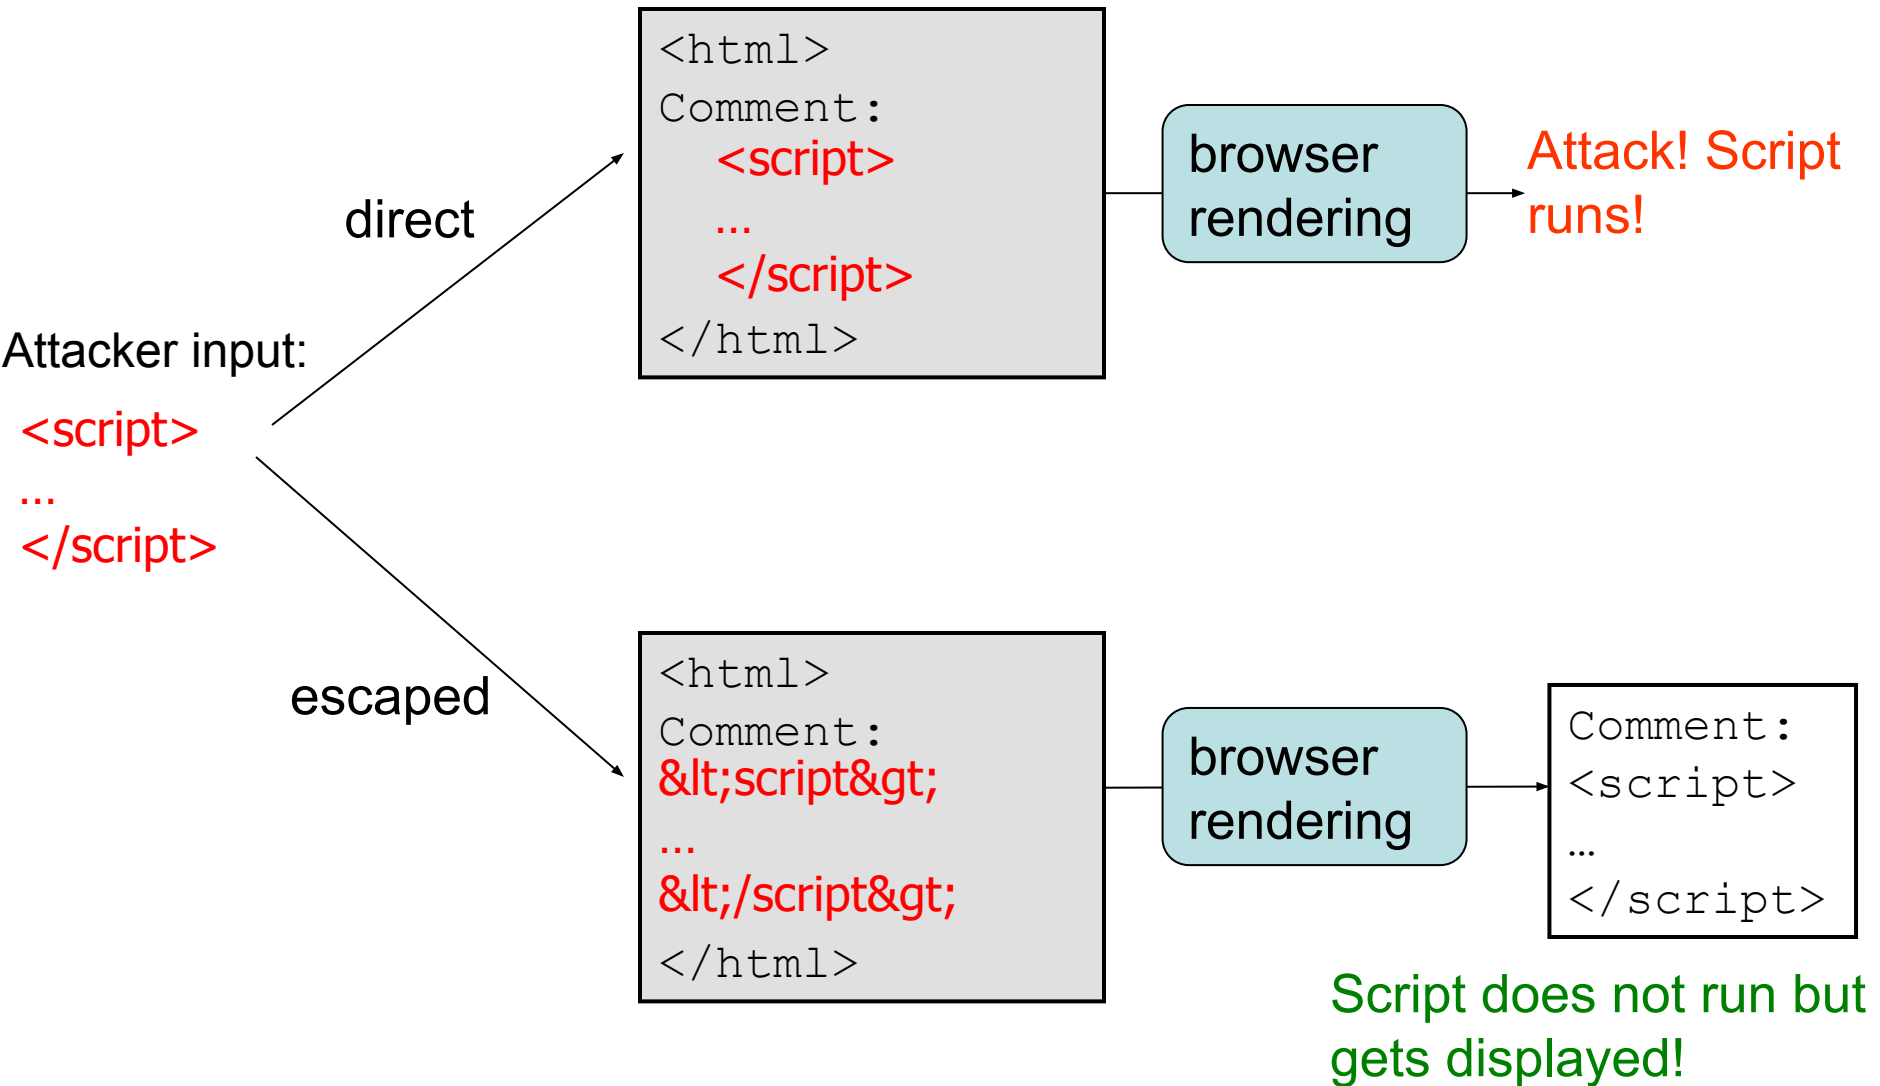 Attacker input:
<script>
...
</script>
direct
<html>
Comment:
<script>
...
</script>
</html>
browser
rendering
Attack! Script
runs!
escaped
<html>
Comment:
&lt;script&gt;
...
&lt;/script&gt;
</html>
browser
rendering
Comment:
<script>
…
</script>
Script does not run but
gets displayed!